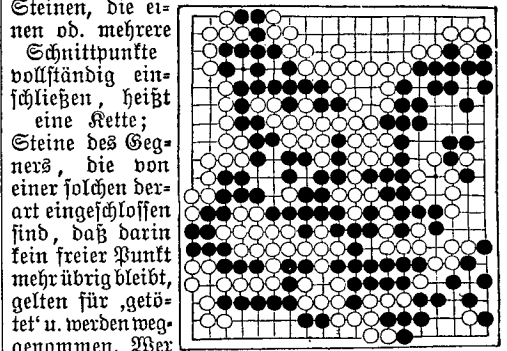 Steinen, die ei-
nen od. mehrere
Schnittpunkte
vollständig ein-
schließen, heißt
eine Kette;
Steine des Geg-
ners, die von
einer solchen der-
art eingeschlossen
sind, daß darin
kein freier Punkt
mehr übrig bleibt,
gelten für ‚getö-
tet‘ u. werden weg-
genommen. Wer